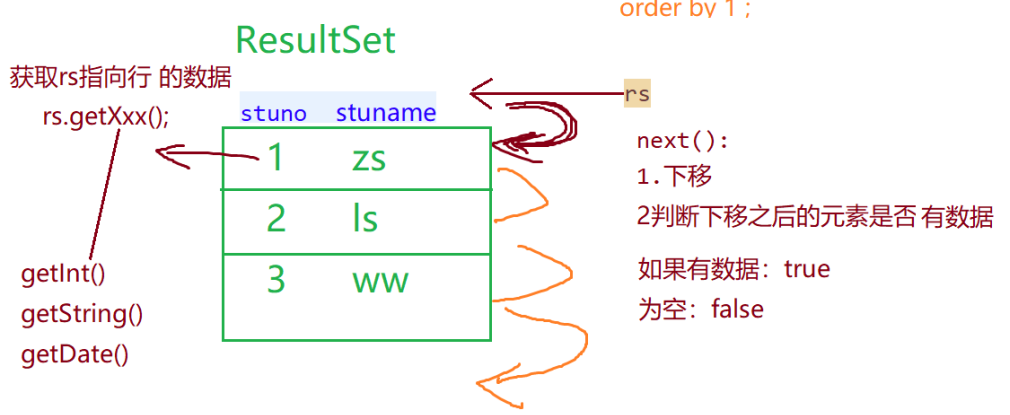 order by 1 ;
ResultSet
获取rs指向行 的数据
rs.getXxx();
rs
stuno stuname
1 zs
2 ls
3 ww
next():
1.下移
2判断下移之后的元素是否 有数据
如果有数据：true
为空：false
getInt()
getString()
getDate()